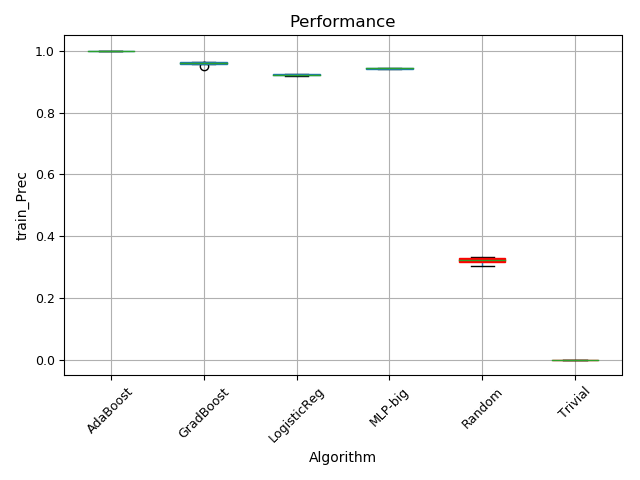 Performance
train_Prec
1.0
0.8
0.6
0.4
0.2
0.0
AdaBoost
GradBoost
LogisticReg
MLP-big
Random
Trivial
Algorithm